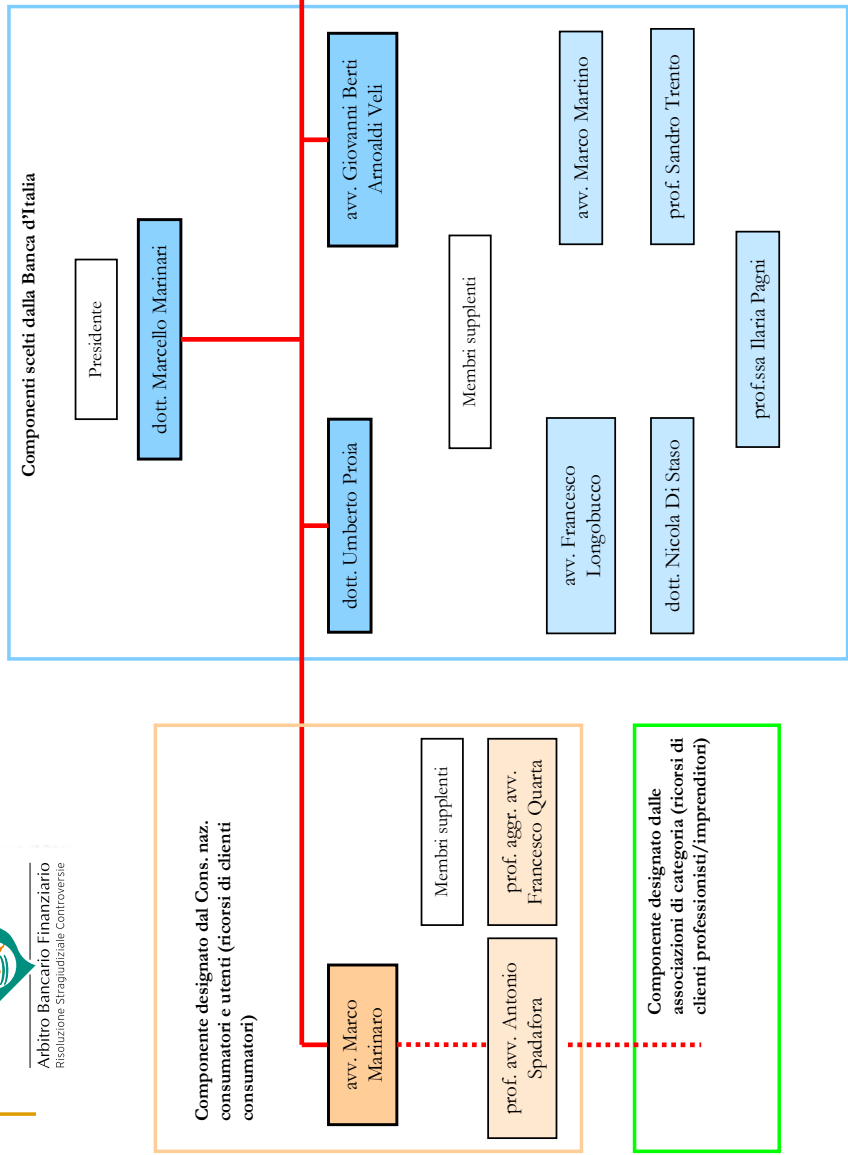 Arbitro Bancario Finanziario
Risoluzione Stragiudiziale Controversie
Componenti scelti dalla Banca d'Italia
Presidente
dott. Marcello Marinari
Componente designato dal Cons. naz.
consumatori e utenti (ricorsi di clienti
consumatori)
avv. Marco
Marinaro
dott. Umberto Proia
avv. Giovanni Berti
Arnoaldi Veli
Membri supplenti
prof. avv. Antonio
Spadafora
prof. aggr. avv.
Francesco Quarta
Membri supplenti
avv. Francesco
Longobucco
avv. Marco Martino
dott. Nicola Di Staso
prof. Sandro Trento
prof.ssa Ilaria Pagni
Componente designato dalle
associazioni di categoria (ricorsi di
clienti professionisti/imprenditori)